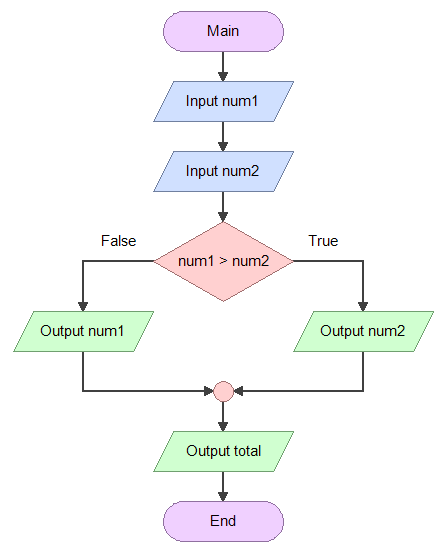 Main
Input num1
Input num2
False
True
num1 > num2
Output num1
Output num2
Output total
End